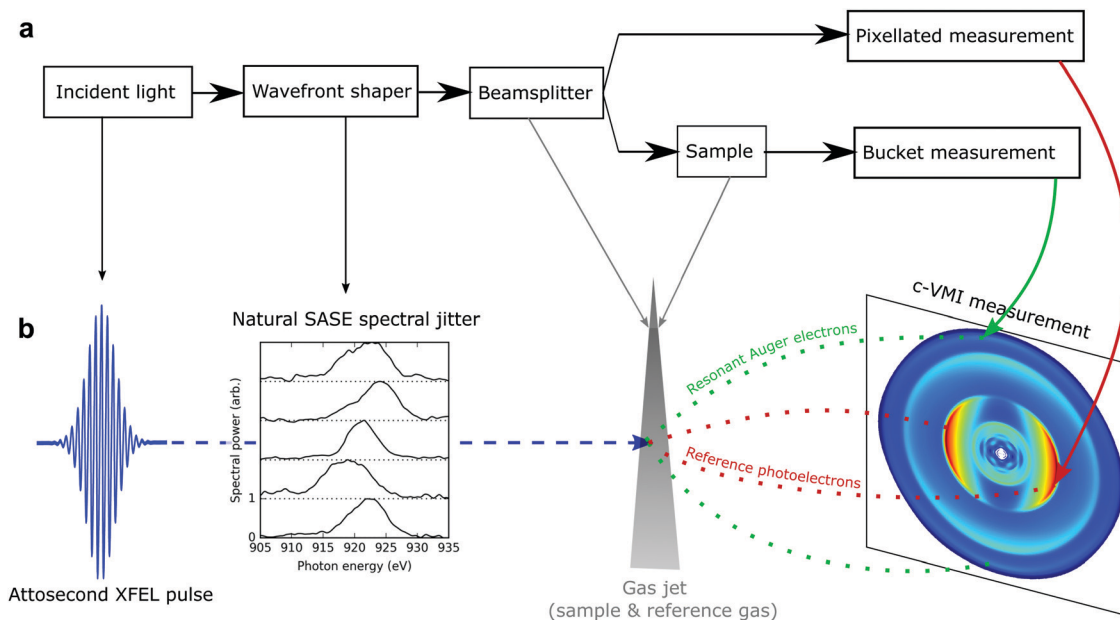 a
Pixellated measurement
Incident light
Wavefront shaper
Beamsplitter
Sample
Bucket measurement
b
Natural SASE spectral jitter
c-VMI measurement
Resonant Auger electrons
Reference photoelectrons
Spectral power (arb.)
1
0
905 910 915 920 925 930 935
Photon energy (eV)
Attosecond XFEL pulse
Gas jet
(sample & reference gas)